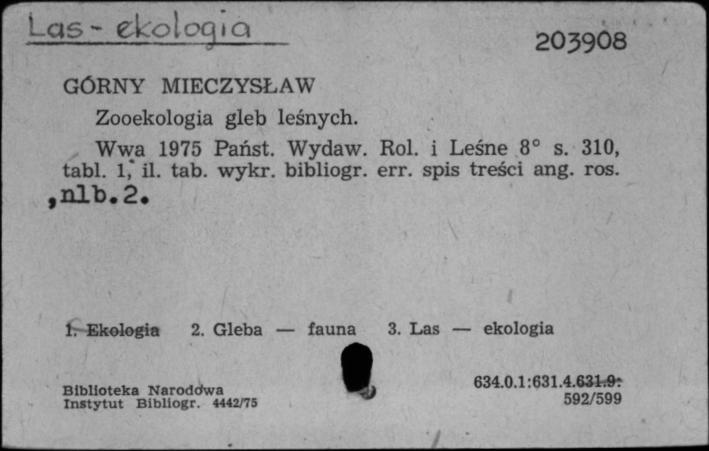 Las - ekologia
203908
GÓRNY MIECZYSŁAW
Zooekologia gleb leśnych.
Wwa 1975 Państ. Wydaw. Rol. i Leśne 8° s. 310,
tabl. 1, il. tab. wykr. bibliogr. err. spis treści ang. ros.
,nlb.2.
1. Ekologia 2. Gleba — fauna 3. Las — ekologia
634.0.1:631.4.631.9:
592/599
Biblioteka Narodowa
Instytut Bibliogr. 4442/75